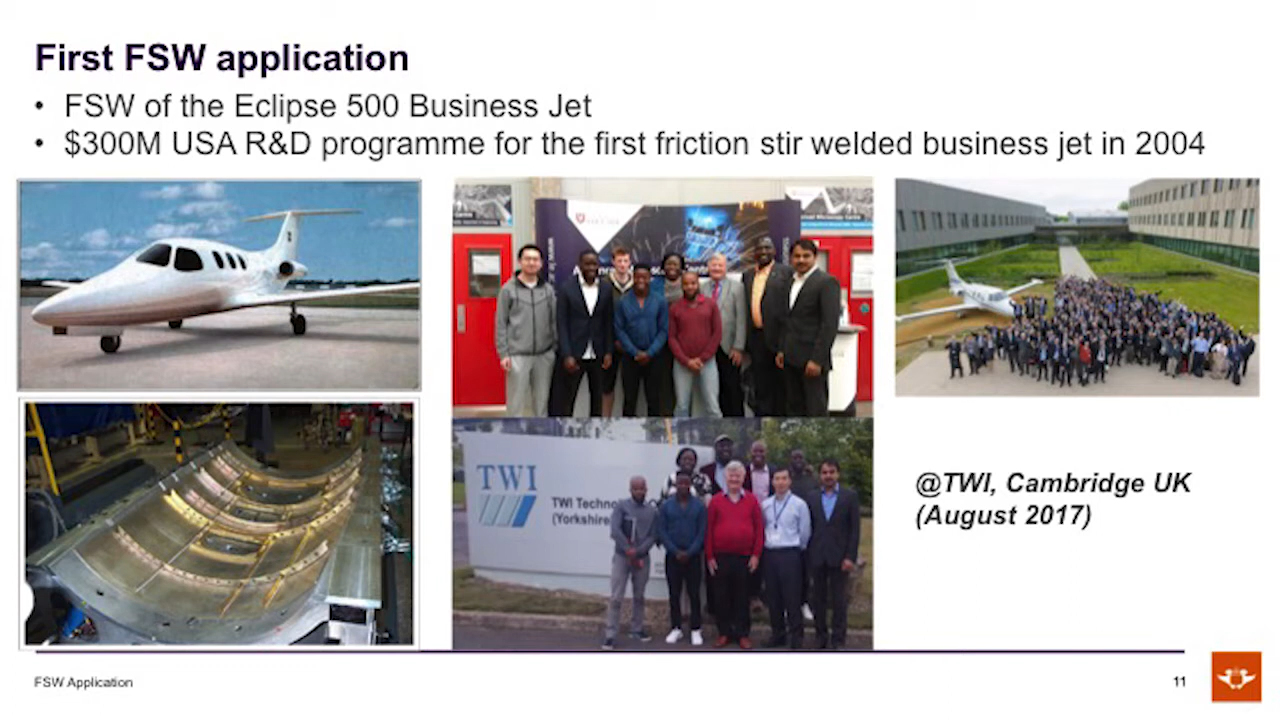 First FSW application
• FSW of the Eclipse 500 Business Jet
• $300M USA R&D programme for the first friction stir welded business jet in 2004
TWI
TWI Technology
(Yorkshire
@TWI, Cambridge UK
(August 2017)
FSW Application
11